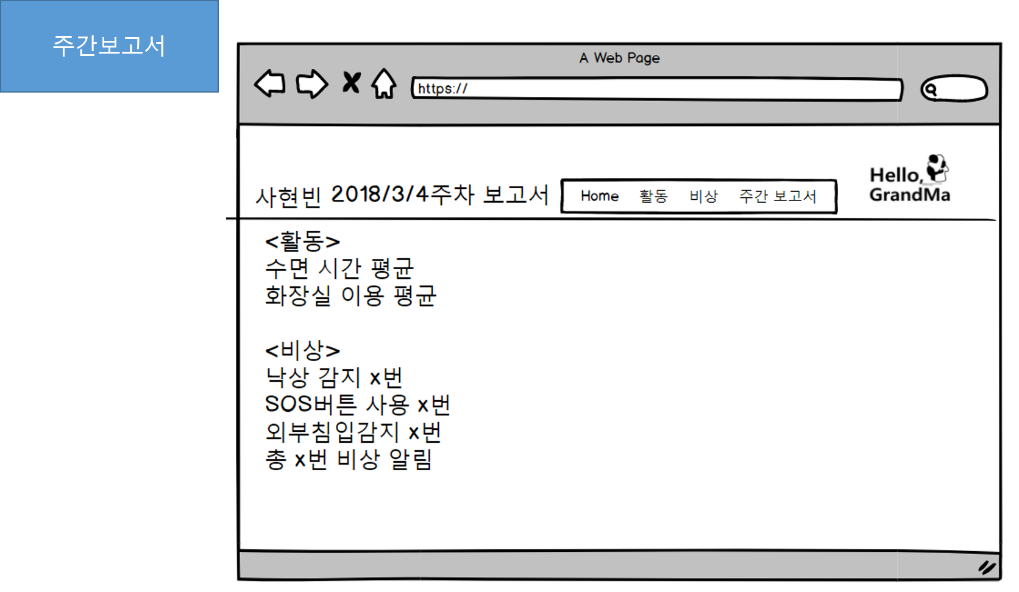 주간보고서
A Web Page
https://
사현빈 2018/3/4주차 보고서
Home 활동 비상 주간 보고서
Hello,
GrandMa
<활동>
수면 시간 평균
화장실 이용 평균
<비상>
낙상 감지 x번
SOS버튼 사용 x번
외부침입감지 x번
총 x번 비상 알림